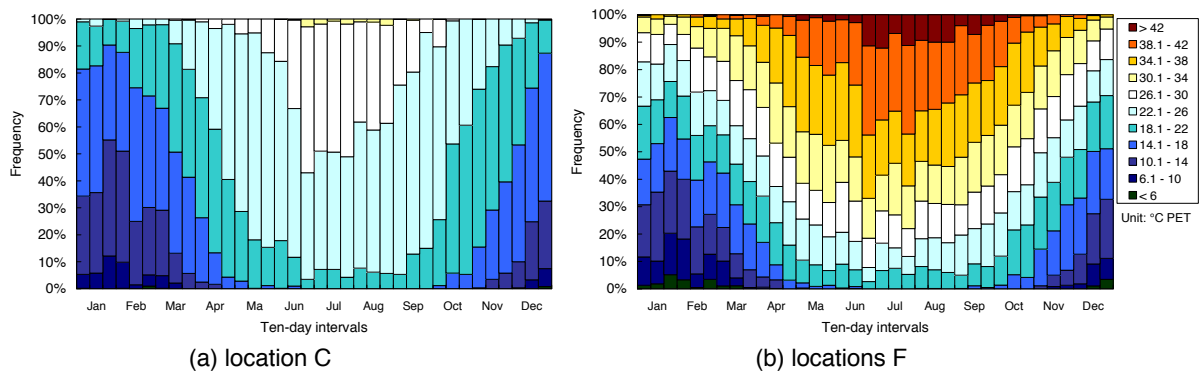 100%
90%
80%
70%
60%
50%
40%
30%
20%
10%
0%
Frequency
Jan Feb Mar Apr Ma Jun Jul Aug Sep Oct Nov Dec
Ten-day intervals
(a) location C
100%
90%
80%
70%
60%
50%
40%
30%
20%
10%
0%
Frequency
Jan Feb Mar Apr Ma Jun Jul Aug Sep Oct Nov Dec
Ten-day intervals
(b) locations F
> 42
38.1 - 42
34.1 - 38
30.1 - 34
26.1 - 30
22.1 - 26
18.1 - 22
14.1 - 18
10.1 - 14
6.1 - 10
< 6
Unit: °C PET